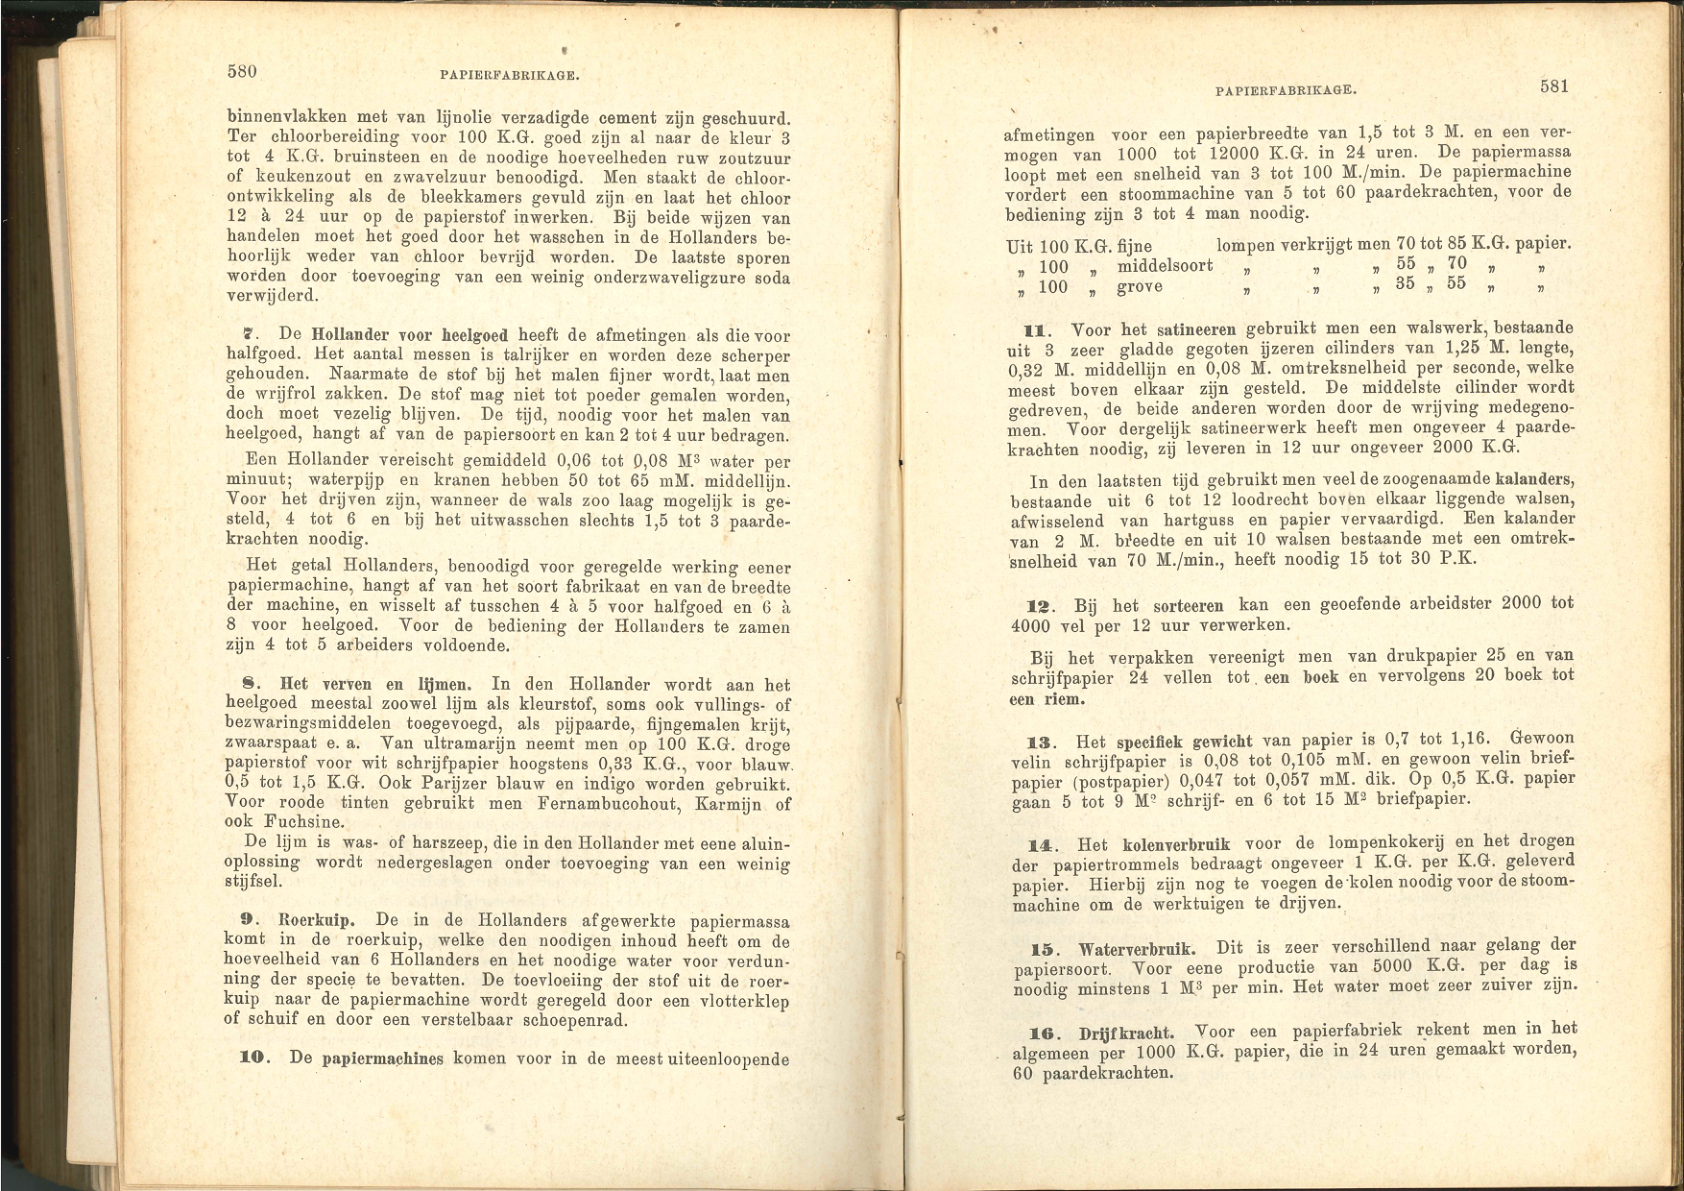 580
PAPIERFABRIKAGE.
binnenvlakken met van lijnolie verzadigde cement zijn geschuurd.
Ter chloorbereiding voor 100 K.G. goed zijn al naar de kleur 3
tot 4 K.G. bruinsteen en de noodige hoeveelheden ruw zoutzuur
of keukenzout en zwavelzuur benoodigd. Men staakt de chloor-
ontwikkeling als de bleekkamers gevuld zijn en laat het chloor
12 à 24 uur op de papierstof inwerken. Bij beide wijzen van
handelen moet het goed door het wasschen in de Hollanders be-
hoorlijk weder van chloor bevrijd worden. De laatste sporen
worden door toevoeging van een weinig onderzwaveligzure soda
verwijderd.
7. De Hollander voor heelgoed heeft de afmetingen als die voor
halfgoed. Het aantal messen is talrijker en worden deze scherper
gehouden. Naarmate de stof bij het malen fijner wordt, laat men
de wrijfrol zakken. De stof mag niet tot poeder gemalen worden,
doch moet vezelig blijven. De tijd, noodig voor het malen van
heelgoed, hangt af van de papiersoort en kan 2 tot 4 uur bedragen.
Een Hollander vereischt gemiddeld 0,06 tot 0,08 M³ water per
minuut; waterpijp en kranen hebben 50 tot 65 mM. middellijn.
Voor het drijven zijn, wanneer de wals zoo laag mogelijk is ge-
steld, 4 tot 6 en bij het uitwasschen slechts 1,5 tot 3 paarde-
krachten noodig.
Het getal Hollanders, benoodigd voor geregelde werking eener
papiermachine, hangt af van het soort fabrikaat en van de breedte
der machine, en wisselt af tusschen 4 à 5 voor halfgoed en 6 à
8 voor heelgoed. Voor de bediening der Hollanders te zamen
zijn 4 tot 5 arbeiders voldoende.
8. Het verven en lijmen. In den Hollander wordt aan het
heelgoed meestal zoowel lijm als kleurstof, soms ook vullings- of
bezwaringsmiddelen toegevoegd, als pijpaarde, fijngemalen krijt,
zwaarspaat e. a. Van ultramarijn neemt men op 100 K.G. droge
papierstof voor wit schrijfpapier hoogstens 0,33 K.G., voor blauw.
0,5 tot 1,5 K.G. Ook Parijzer blauw en indigo worden gebruikt.
Voor roode tinten gebruikt men Fernambucohout, Karmijn of
ook Fuchsine.
De lijm is was- of harszeep, die in den Hollander met eene aluin-
oplossing wordt nedergeslagen onder toevoeging van een weinig
stijfsel.
9. Roerkuip. De in de Hollanders afgewerkte papiermassa
komt in de roerkuip, welke den noodigen inhoud heeft om de
hoeveelheid van 6 Hollanders en het noodige water voor verdun-
ning der specie te bevatten. De toevloeiing der stof uit de roer-
kuip naar de papiermachine wordt geregeld door een vlotterklep
of schuif en door een verstelbaar schoepenrad.
10. De papiermachines komen voor in de meest uiteenloopende
PAPIERFABRIKAGE.
581
afmetingen voor een papierbreedte van 1,5 tot 3 M. en een ver-
mogen van 1000 tot 12000 K.G. in 24 uren. De papiermassa
loopt met een snelheid van 3 tot 100 M./min. De papiermachine
vordert een stoommachine van 5 tot 60 paardekrachten, voor de
bediening zijn 3 tot 4 man noodig.
Uit 100 K.G. fijne lompen verkrijgt men 70 tot 85 K.G. papier.
„ 100 „ middelsoort „ „ „ 55 „ 70 „ „
„ 100 „ grove „ „ „ 35 „ 55 „ „
11. Voor het satineeren gebruikt men een walswerk, bestaande
uit 3 zeer gladde gegoten ijzeren cilinders van 1,25 M. lengte,
0,32 M. middellijn en 0,08 M. omtreksnelheid per seconde, welke
meest boven elkaar zijn gesteld. De middelste cilinder wordt
gedreven, de beide anderen worden door de wrijving medegeno-
men. Voor dergelijk satineerwerk heeft men ongeveer 4 paarde-
krachten noodig, zij leveren in 12 uur ongeveer 2000 K.G.
In den laatsten tijd gebruikt men veel de zoogenaamde kalanders,
bestaande uit 6 tot 12 loodrecht boven elkaar liggende walsen,
afwisselend van hartguss en papier vervaardigd. Een kalander
van 2 M. breedte en uit 10 walsen bestaande met een omtrek-
snelheid van 70 M./min., heeft noodig 15 tot 30 P.K.
12. Bij het sorteeren kan een geoefende arbeidster 2000 tot
4000 vel per 12 uur verwerken.
Bij het verpakken vereenigt men van drukpapier 25 en van
schrijfpapier 24 vellen tot een boek en vervolgens 20 boek tot
een riem.
13. Het specifiek gewicht van papier is 0,7 tot 1,16. Gewoon
velin schrijfpapier is 0,08 tot 0,105 mM. en gewoon velin brief-
papier (postpapier) 0,047 tot 0,057 mM. dik. Op 0,5 K.G. papier
gaan 5 tot 9 M² schrijf- en 6 tot 15 M² briefpapier.
14. Het kolenverbruik voor de lompenkokerij en het drogen
der papiertrommels bedraagt ongeveer 1 K.G. per K.G. geleverd
papier. Hierbij zijn nog te voegen de kolen noodig voor de stoom-
machine om de werktuigen te drijven.
15. Waterverbruik. Dit is zeer verschillend naar gelang der
papiersoort. Voor eene productie van 5000 K.G. per dag is
noodig minstens 1 M³ per min. Het water moet zeer zuiver zijn.
16. Drijfkracht. Voor een papierfabriek rekent men in het
algemeen per 1000 K.G. papier, die in 24 uren gemaakt worden,
60 paardekrachten.